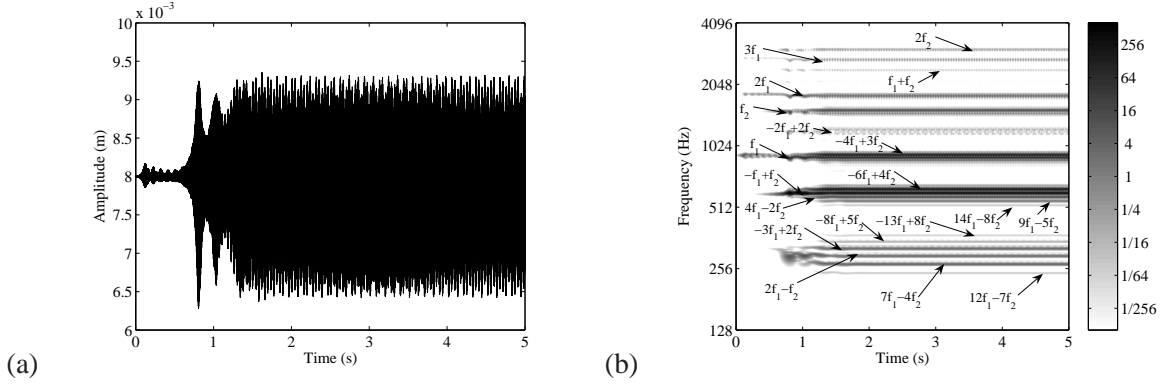 x 10⁻³
10
9.5
9
8.5
8
7.5
7
6.5
6
Amplitude (m)
0 1 2 3 4 5
Time (s)
(a)
4096
2048
1024
512
256
128
Frequency (Hz)
3f₁
2f₂
f₁+f₂
2f₁
f₂
−2f₁+2f₂
f₁
−4f₁+3f₂
−f₁+f₂
−6f₁+4f₂
4f₁−2f₂
−8f₁+5f₂
−13f₁+8f₂
14f₁−8f₂
9f₁−5f₂
−3f₁+2f₂
2f₁−f₂
7f₁−4f₂
12f₁−7f₂
0 1 2 3 4 5
Time (s)
256
64
16
4
1
1/4
1/16
1/64
1/256
(b)